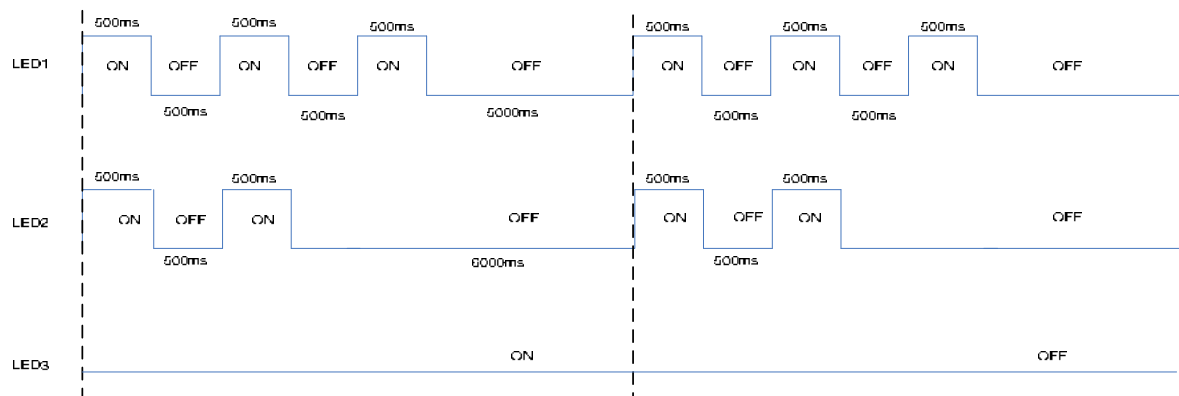 500ms 500ms 500ms 500ms 500ms 500ms
LED1 ON OFF ON OFF ON OFF ON OFF ON OFF ON OFF
500ms 500ms 5000ms 500ms 500ms
500ms 500ms 500ms 500ms
LED2 ON OFF ON OFF ON OFF ON OFF
500ms 6000ms 500ms
LED3 ON OFF